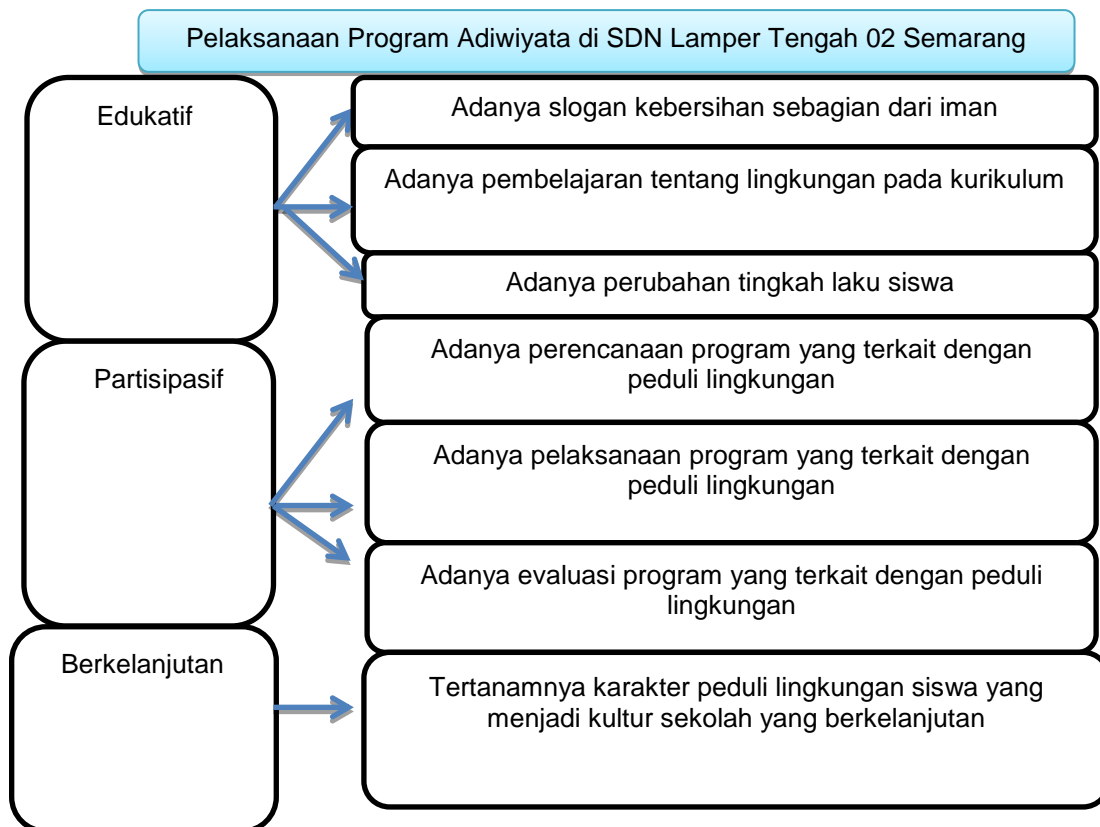 Pelaksanaan Program Adiwiyata di SDN Lamper Tengah 02 Semarang
Edukatif
Adanya slogan kebersihan sebagian dari iman
Adanya pembelajaran tentang lingkungan pada kurikulum
Adanya perubahan tingkah laku siswa
Partisipasif
Adanya perencanaan program yang terkait dengan
peduli lingkungan
Adanya pelaksanaan program yang terkait dengan
peduli lingkungan
Adanya evaluasi program yang terkait dengan peduli
lingkungan
Berkelanjutan
Tertanamnya karakter peduli lingkungan siswa yang
menjadi kultur sekolah yang berkelanjutan